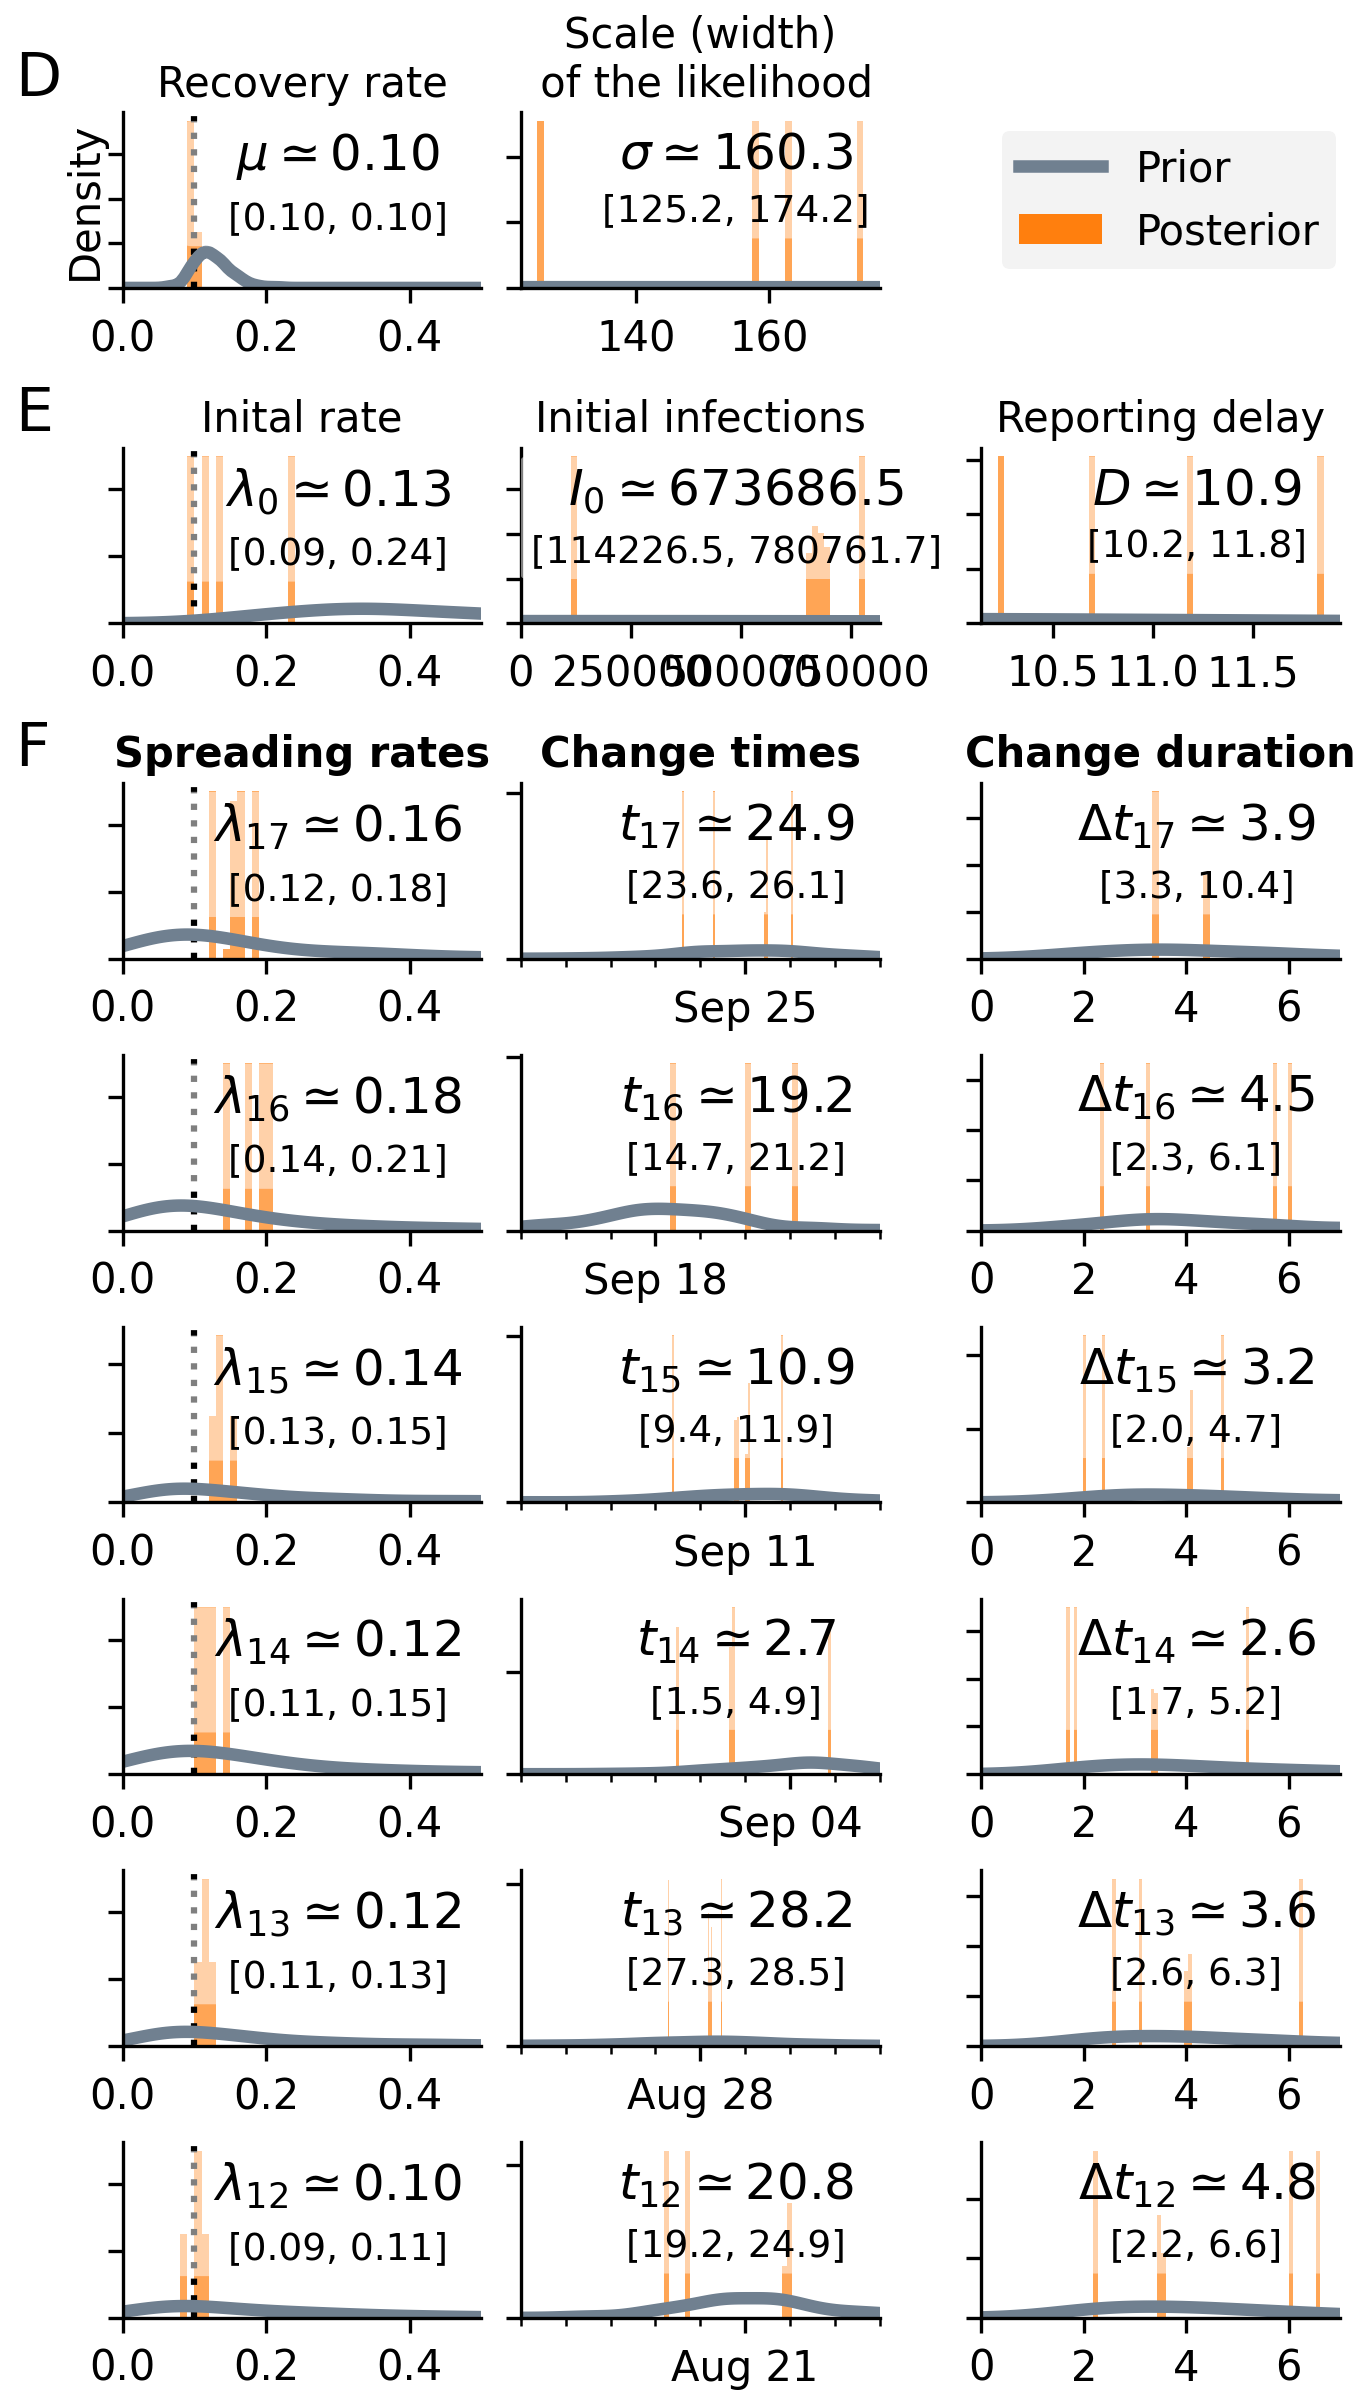 D
Recovery rate
Scale (width)
of the likelihood
Density
μ ≃ 0.10
[0.10, 0.10]
0.0 0.2 0.4
σ ≃ 160.3
[125.2, 174.2]
140 160
Prior
Posterior
E
Inital rate
λ0 ≃ 0.13
[0.09, 0.24]
0.0 0.2 0.4
Initial infections
I0 ≃ 673686.5
[114226.5, 780761.7]
0 250000 500000 750000
Reporting delay
D ≃ 10.9
[10.2, 11.8]
10.5 11.0 11.5
F
Spreading rates
Change times
Change duration
λ17 ≃ 0.16
[0.12, 0.18]
0.0 0.2 0.4
t17 ≃ 24.9
[23.6, 26.1]
Sep 25
Δt17 ≃ 3.9
[3.3, 10.4]
0 2 4 6
λ16 ≃ 0.18
[0.14, 0.21]
0.0 0.2 0.4
t16 ≃ 19.2
[14.7, 21.2]
Sep 18
Δt16 ≃ 4.5
[2.3, 6.1]
0 2 4 6
λ15 ≃ 0.14
[0.13, 0.15]
0.0 0.2 0.4
t15 ≃ 10.9
[9.4, 11.9]
Sep 11
Δt15 ≃ 3.2
[2.0, 4.7]
0 2 4 6
λ14 ≃ 0.12
[0.11, 0.15]
0.0 0.2 0.4
t14 ≃ 2.7
[1.5, 4.9]
Sep 04
Δt14 ≃ 2.6
[1.7, 5.2]
0 2 4 6
λ13 ≃ 0.12
[0.11, 0.13]
0.0 0.2 0.4
t13 ≃ 28.2
[27.3, 28.5]
Aug 28
Δt13 ≃ 3.6
[2.6, 6.3]
0 2 4 6
λ12 ≃ 0.10
[0.09, 0.11]
0.0 0.2 0.4
t12 ≃ 20.8
[19.2, 24.9]
Aug 21
Δt12 ≃ 4.8
[2.2, 6.6]
0 2 4 6